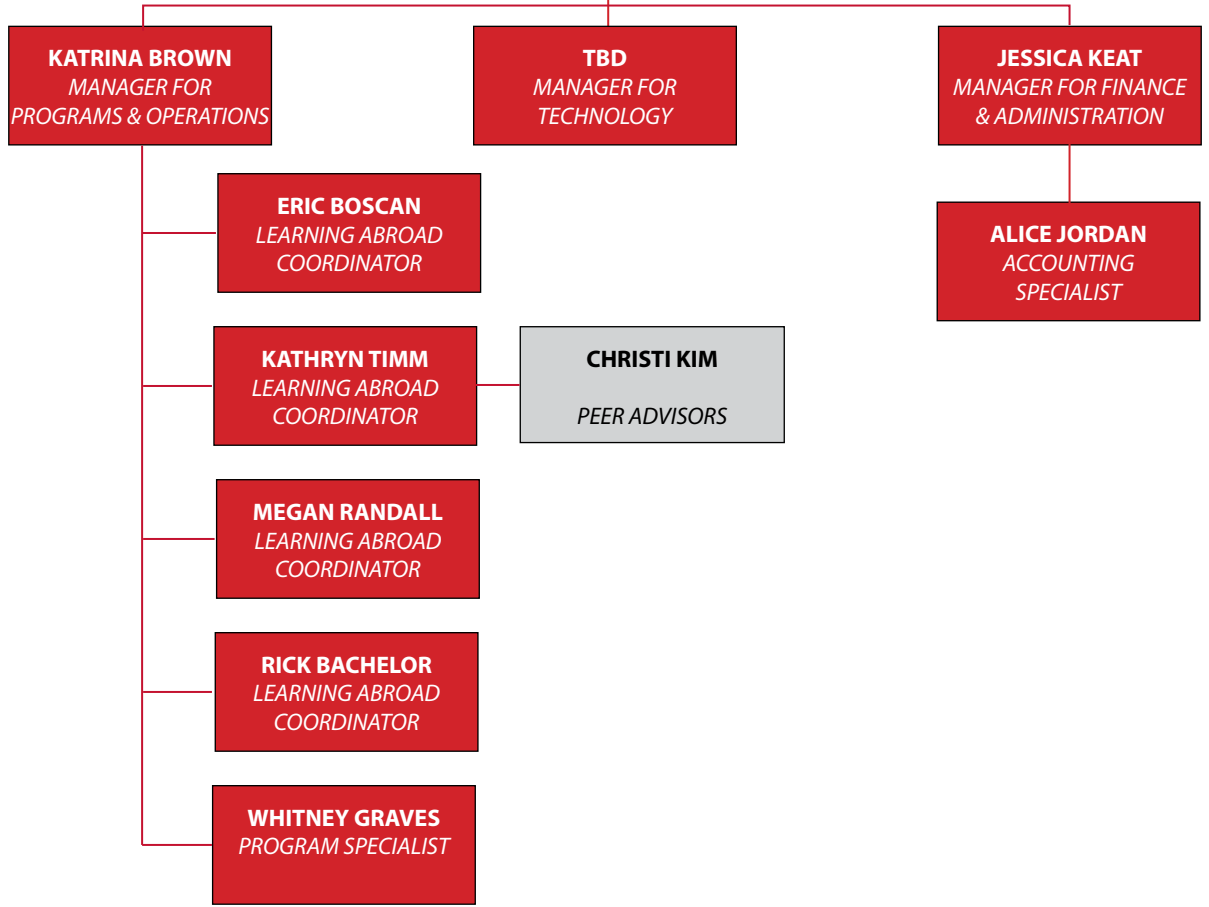 KATRINA BROWN
MANAGER FOR
PROGRAMS & OPERATIONS
TBD
MANAGER FOR
TECHNOLOGY
JESSICA KEAT
MANAGER FOR FINANCE
& ADMINISTRATION
ERIC BOSCAN
LEARNING ABROAD
COORDINATOR
ALICE JORDAN
ACCOUNTING
SPECIALIST
KATHRYN TIMM
LEARNING ABROAD
COORDINATOR
CHRISTI KIM
PEER ADVISORS
MEGAN RANDALL
LEARNING ABROAD
COORDINATOR
RICK BACHELOR
LEARNING ABROAD
COORDINATOR
WHITNEY GRAVES
PROGRAM SPECIALIST